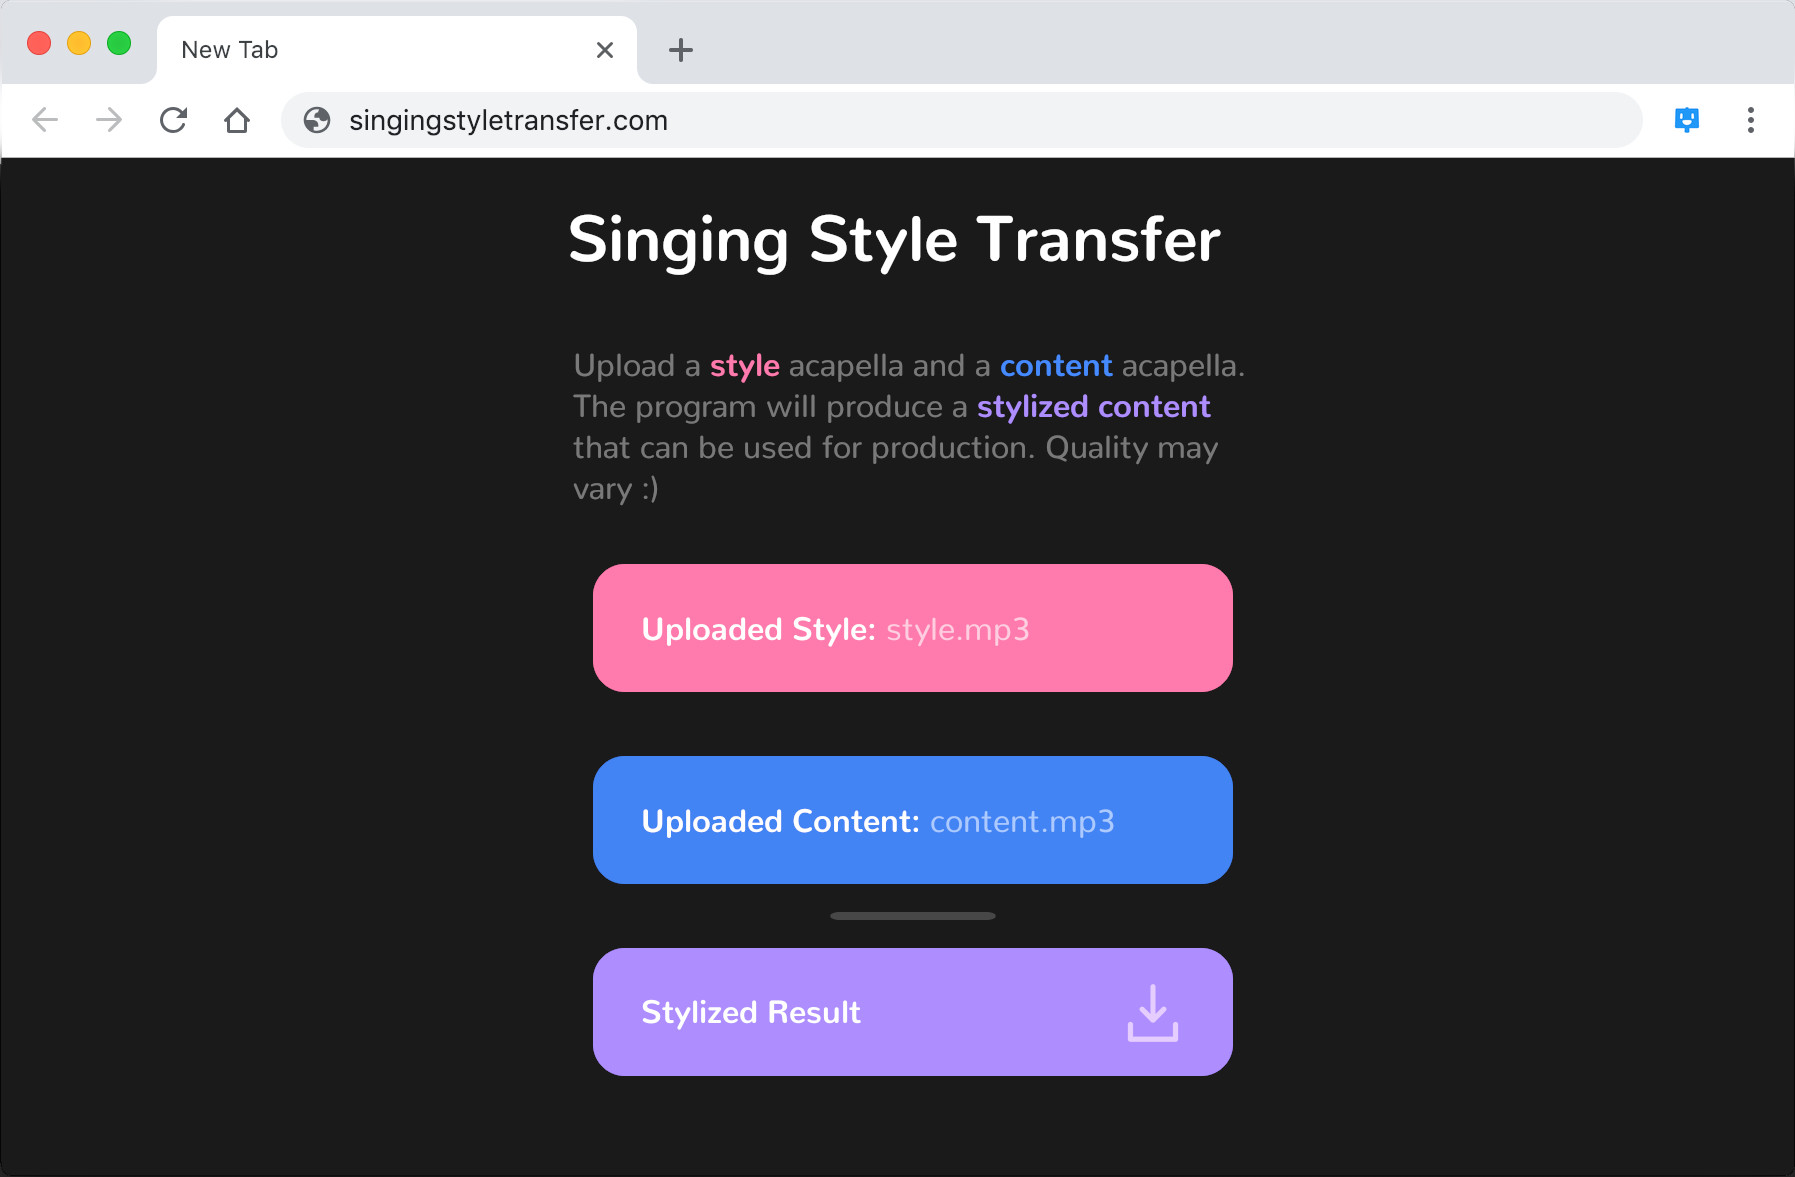 New Tab
singingstyletransfer.com
Singing Style Transfer
Upload a style acapella and a content acapella.
The program will produce a stylized content
that can be used for production. Quality may
vary :)
Uploaded Style: style.mp3
Uploaded Content: content.mp3
Stylized Result